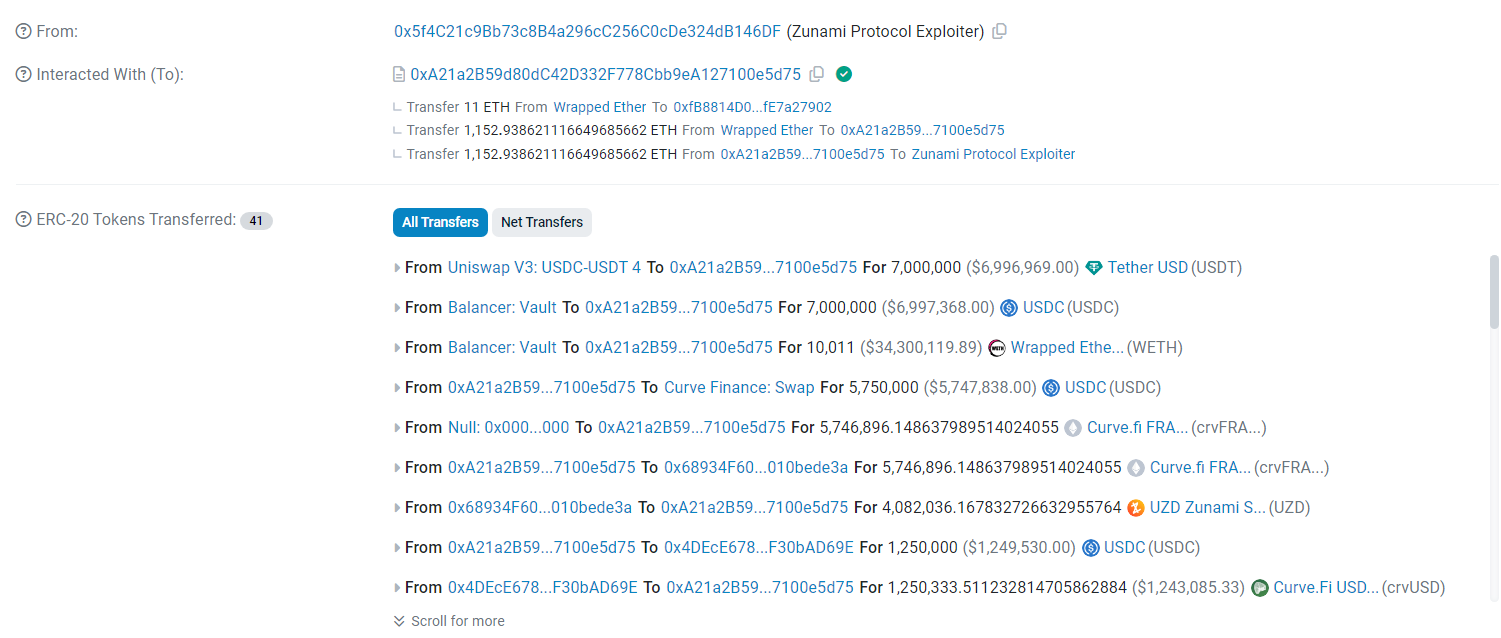 From: 0x5f4C21c9Bb73c8B4a296cC256C0cDe324dB146DF (Zunami Protocol Exploiter)
Interacted With (To): 0xA21a2B59d80dC42D332F778Cbb9eA127100e5d75
Transfer 11 ETH From Wrapped Ether To 0xfB8814D0...fE7a27902
Transfer 1,152.938621116649685662 ETH From Wrapped Ether To 0xA21a2B59...7100e5d75
Transfer 1,152.938621116649685662 ETH From 0xA21a2B59...7100e5d75 To Zunami Protocol Exploiter
ERC-20 Tokens Transferred: 41 All Transfers Net Transfers
From Uniswap V3: USDC-USDT 4 To 0xA21a2B59...7100e5d75 For 7,000,000 ($6,996,969.00) Tether USD (USDT)
From Balancer: Vault To 0xA21a2B59...7100e5d75 For 7,000,000 ($6,997,368.00) USDC (USDC)
From Balancer: Vault To 0xA21a2B59...7100e5d75 For 10,011 ($34,300,119.89) Wrapped Ethe... (WETH)
From 0xA21a2B59...7100e5d75 To Curve Finance: Swap For 5,750,000 ($5,747,838.00) USDC (USDC)
From Null: 0x000...000 To 0xA21a2B59...7100e5d75 For 5,746,896.148637989514024055 Curve.fi FRA... (crvFRA...)
From 0xA21a2B59...7100e5d75 To 0x68934F60...010bede3a For 5,746,896.148637989514024055 Curve.fi FRA... (crvFRA...)
From 0x68934F60...010bede3a To 0xA21a2B59...7100e5d75 For 4,082,036.167832726632955764 UZD Zunami S... (UZD)
From 0xA21a2B59...7100e5d75 To 0x4DEcE678...F30bAD69E For 1,250,000 ($1,249,530.00) USDC (USDC)
From 0x4DEcE678...F30bAD69E To 0xA21a2B59...7100e5d75 For 1,250,333.511232814705862884 ($1,243,085.33) Curve.Fi USD... (crvUSD)
Scroll for more